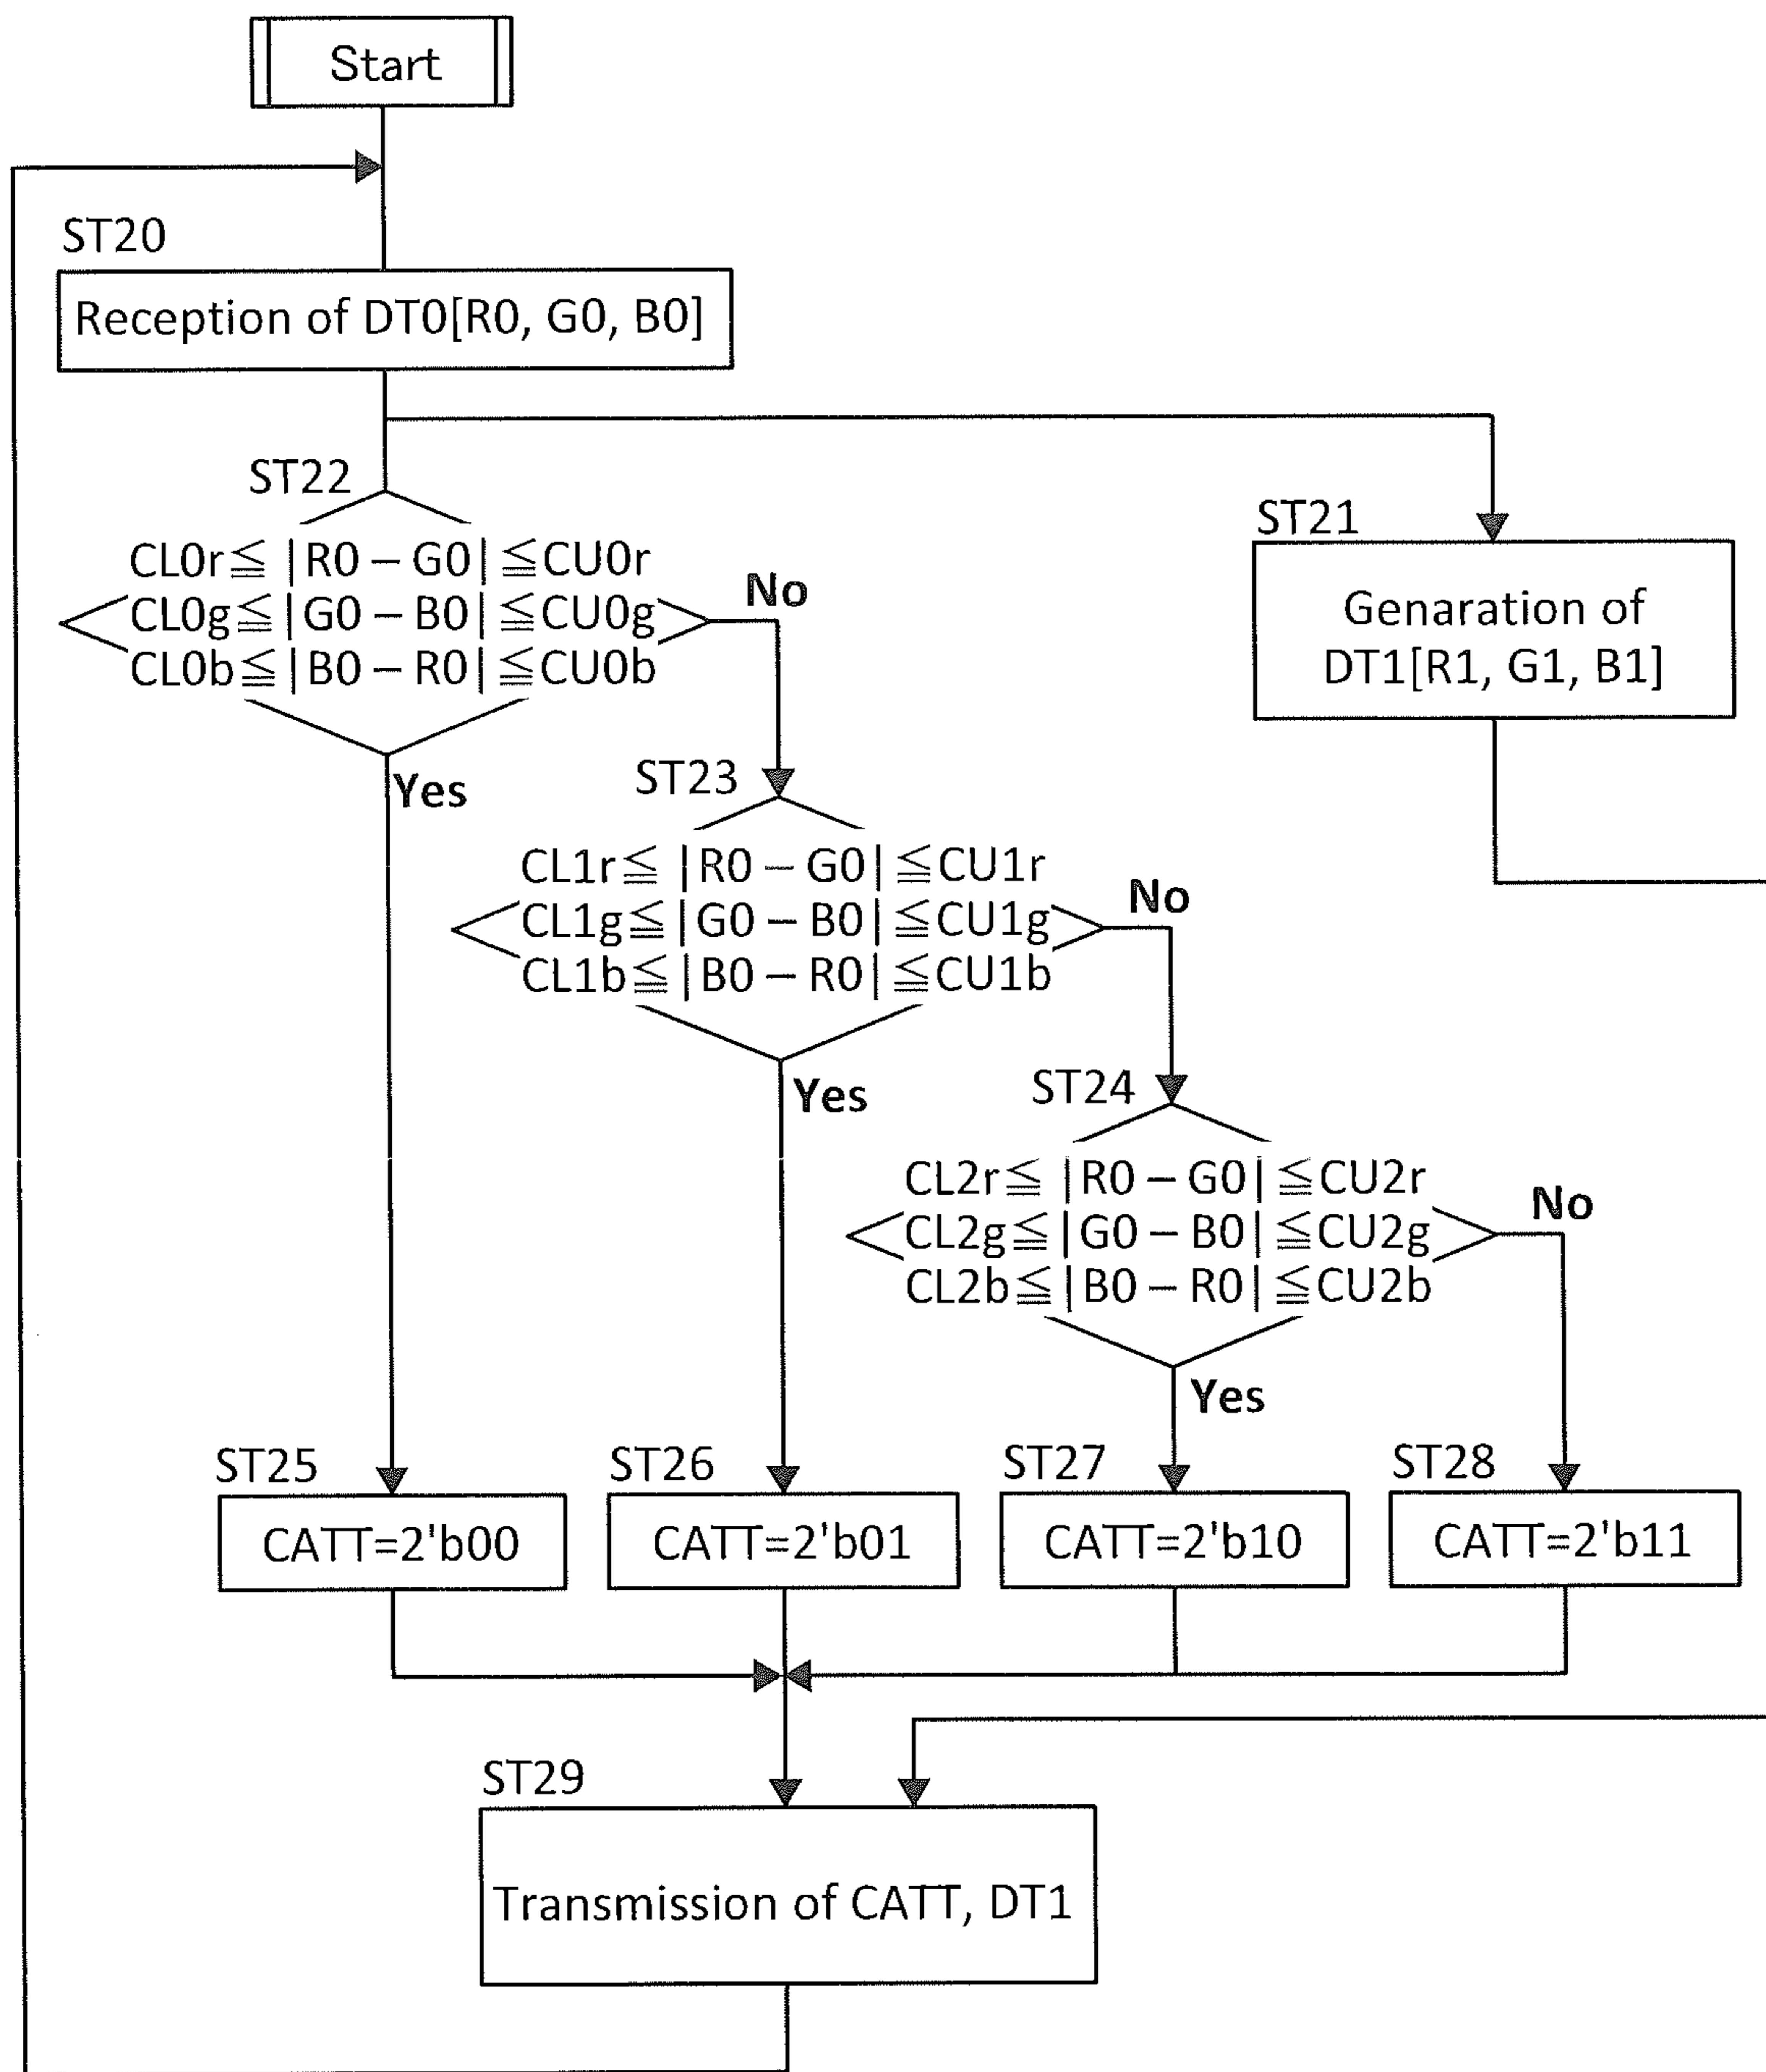 Start
ST20
Reception of DT0[R0, G0, B0]
ST22
CL0r≦ |R0 – G0| ≦CU0r
CL0g≦ |G0 – B0| ≦CU0g
CL0b≦ |B0 – R0| ≦CU0b
No
Yes
ST21
Genaration of
DT1[R1, G1, B1]
ST23
CL1r≦ |R0 – G0| ≦CU1r
CL1g≦ |G0 – B0| ≦CU1g
CL1b≦ |B0 – R0| ≦CU1b
No
Yes
ST24
CL2r≦ |R0 – G0| ≦CU2r
CL2g≦ |G0 – B0| ≦CU2g
CL2b≦ |B0 – R0| ≦CU2b
No
Yes
ST25
CATT=2'b00
ST26
CATT=2'b01
ST27
CATT=2'b10
ST28
CATT=2'b11
ST29
Transmission of CATT, DT1